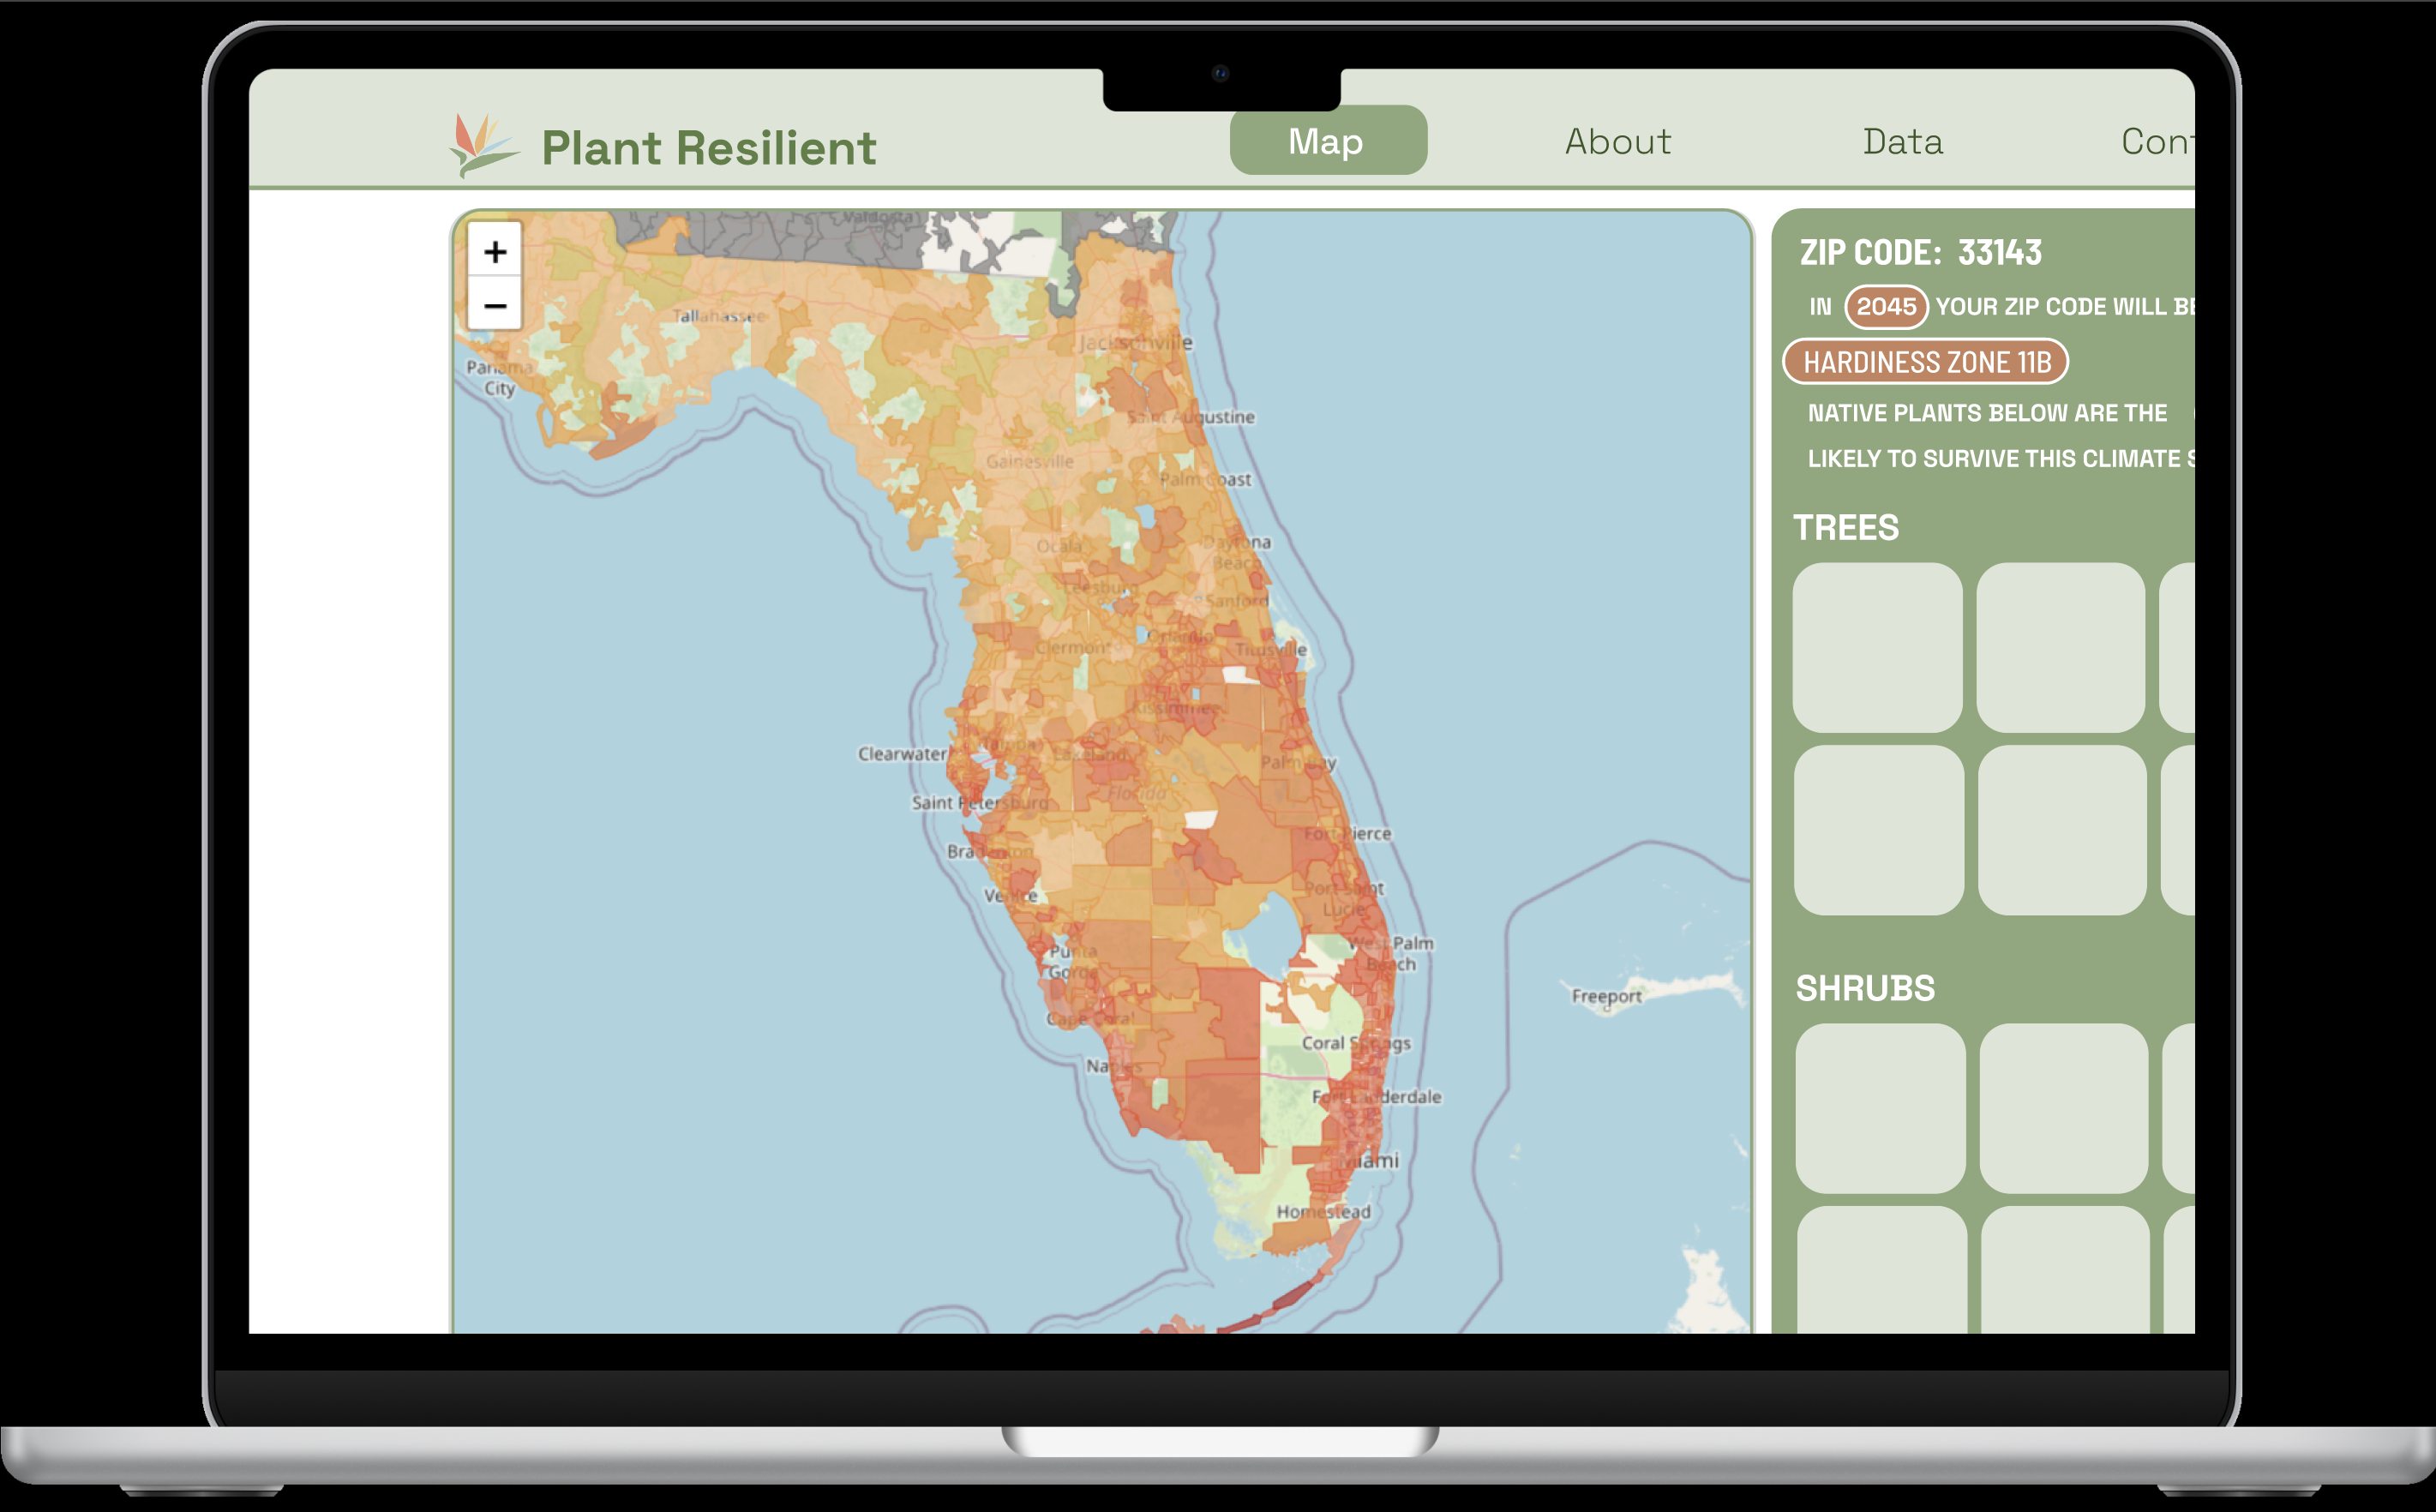 Plant Resilient
Map
About
Data
Con
+
−
Valdosta
Tallahassee
Panama
City
Jacksonville
Saint Augustine
Gainesville
Palm Coast
Ocala
Daytona
Beach
Leesburg
Sanford
Orlando
Clermont
Titusville
Kissimmee
Tampa
Clearwater
Lakeland
Palm Bay
Florida
Saint Petersburg
Fort Pierce
Bradenton
Port Saint
Lucie
Venice
West Palm
Beach
Punta
Gorda
Freeport
Cape Coral
Coral Springs
Naples
Fort Lauderdale
Miami
Homestead
ZIP CODE: 33143
IN 2045 YOUR ZIP CODE WILL BE
HARDINESS ZONE 11B
NATIVE PLANTS BELOW ARE THE
LIKELY TO SURVIVE THIS CLIMATE S
TREES
SHRUBS